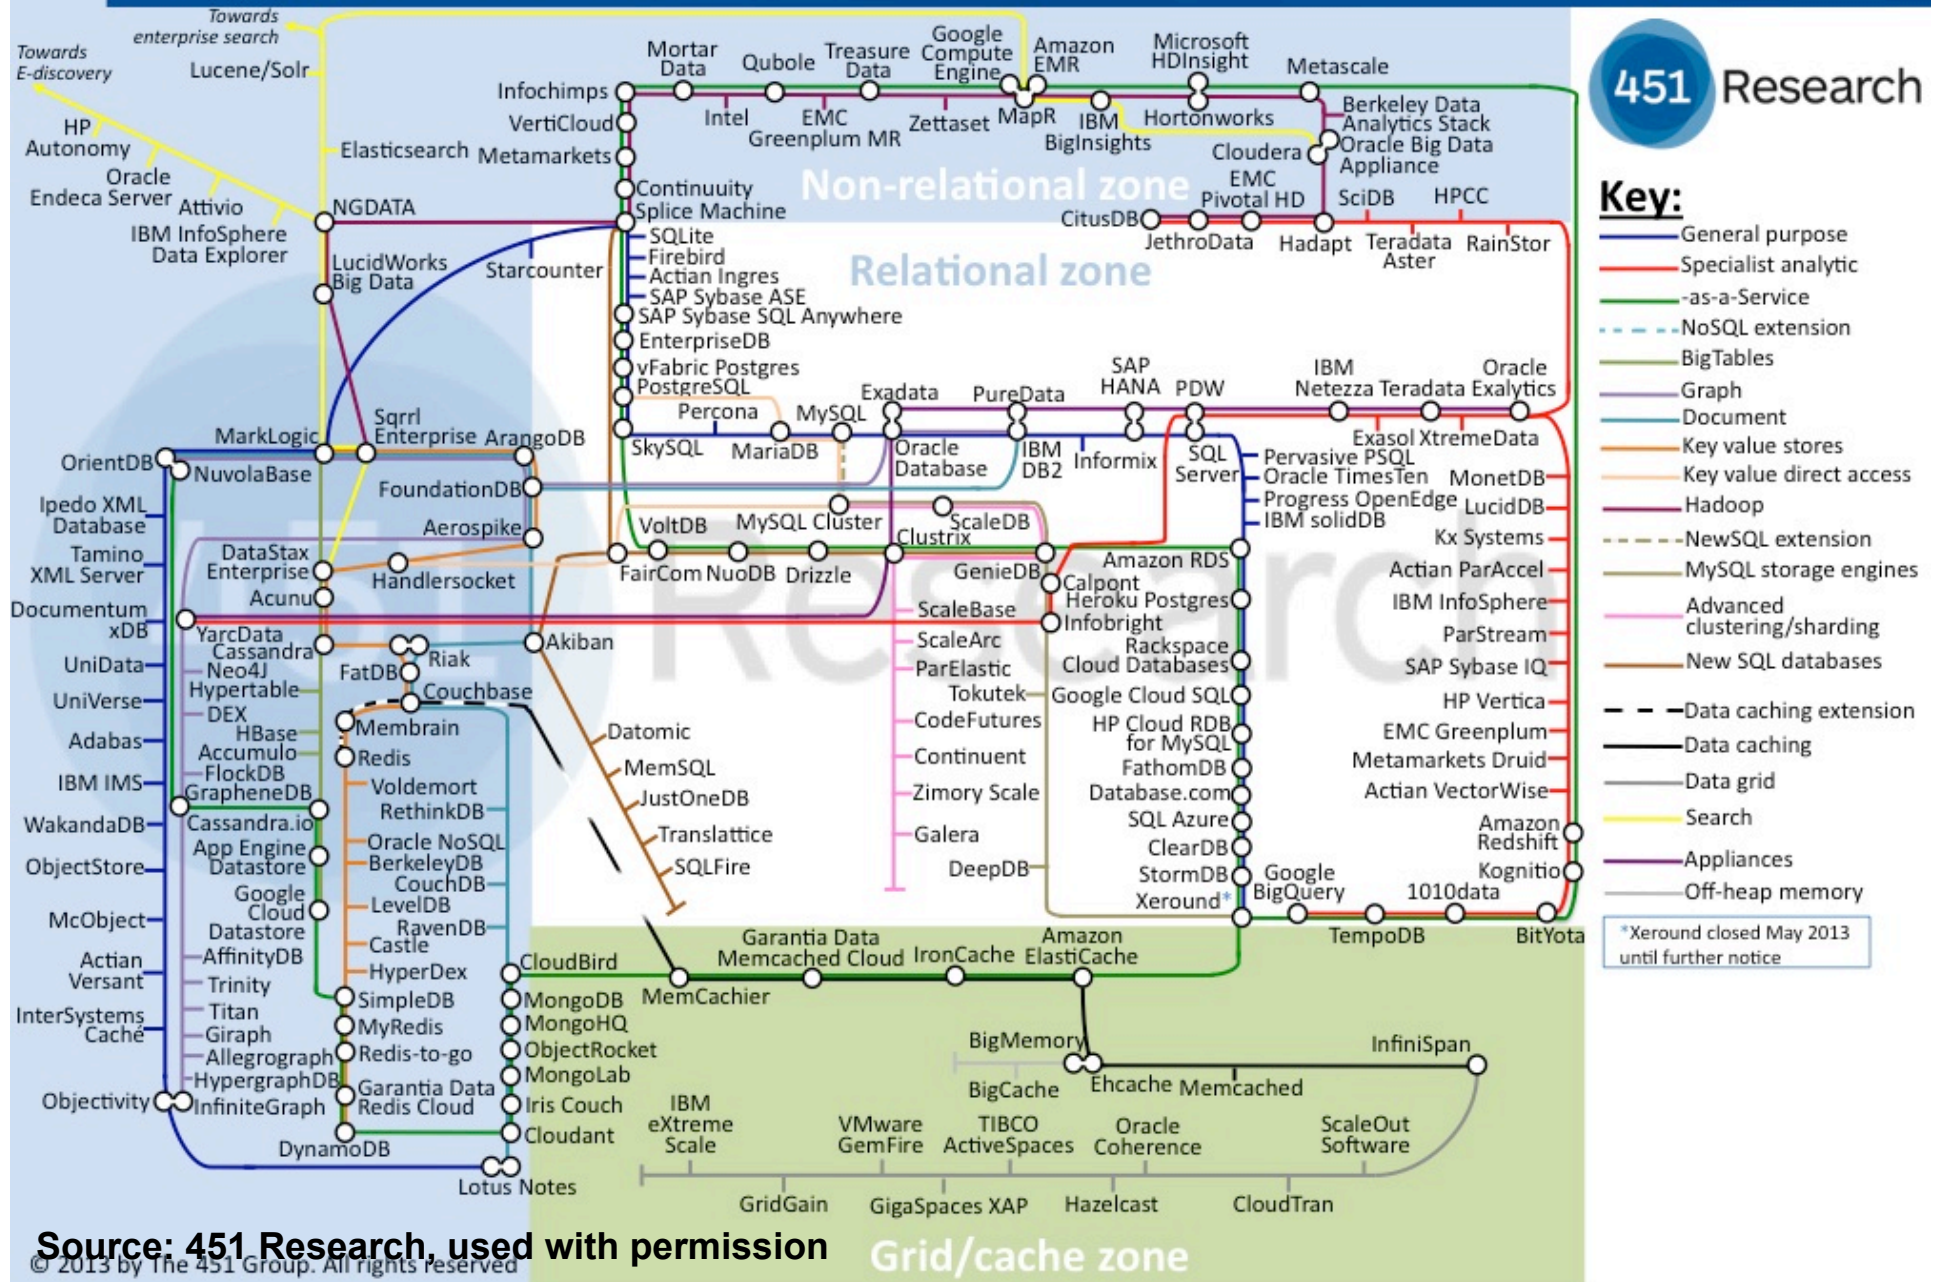 Towards
enterprise search
Towards
E-discovery
Lucene/Solr
HP
Autonomy
Oracle
Endeca Server
Attivio
IBM InfoSphere
Data Explorer
Elasticsearch
NGDATA
LucidWorks
Big Data
Mortar
Data
Qubole
Treasure
Data
Google
Compute
Engine
Amazon
EMR
Microsoft
HDInsight
Metascale
Infochimps
VertiCloud
Metamarkets
Continuuity
Splice Machine
Intel
EMC
Greenplum MR
Zettaset
MapR
IBM
BigInsights
Hortonworks
Berkeley Data
Analytics Stack
Oracle Big Data
Appliance
Cloudera
Non-relational zone
EMC
Pivotal HD
SciDB
HPCC
CitusDB
JethroData
Hadapt
Teradata
Aster
RainStor
Relational zone
Starcounter
SQLite
Firebird
Actian Ingres
SAP Sybase ASE
SAP Sybase SQL Anywhere
EnterpriseDB
vFabric Postgres
PostgreSQL
Percona
MySQL
Exadata
PureData
SAP
HANA
PDW
IBM
Netezza
Teradata
Oracle
Exalytics
SkySQL
MariaDB
Oracle
Database
IBM
DB2
Informix
SQL
Server
Exasol
XtremeData
Pervasive PSQL
Oracle TimesTen
Progress OpenEdge
IBM solidDB
MonetDB
LucidDB
Kx Systems
Actian ParAccel
IBM InfoSphere
ParStream
SAP Sybase IQ
HP Vertica
EMC Greenplum
Metamarkets Druid
Actian VectorWise
Amazon
Redshift
Kognitio
MarkLogic
Sqrrl
Enterprise
ArangoDB
OrientDB
NuvolaBase
FoundationDB
Ipedo XML
Database
Aerospike
Tamino
XML Server
DataStax
Enterprise
Handlersocket
Acunu
Documentum
xDB
YarcData
Cassandra
Akiban
Riak
UniData
Neo4J
FatDB
Hypertable
Couchbase
UniVerse
DEX
Membrain
HBase
Adabas
Accumulo
Redis
FlockDB
IBM IMS
GrapheneDB
Voldemort
RethinkDB
WakandaDB
Cassandra.io
App Engine
Datastore
Oracle NoSQL
BerkeleyDB
ObjectStore
CouchDB
Google
Cloud
Datastore
LevelDB
McObject
RavenDB
Castle
AffinityDB
Actian
Versant
HyperDex
Trinity
SimpleDB
Titan
InterSystems
Caché
MyRedis
Giraph
Redis-to-go
Allegrograph
HypergraphDB
Garantia Data
Redis Cloud
Objectivity
InfiniteGraph
DynamoDB
Lotus Notes
CloudBird
MongoDB
MongoHQ
ObjectRocket
MongoLab
Iris Couch
Cloudant
VoltDB
MySQL Cluster
ScaleDB
Clustrix
FairCom
NuoDB
Drizzle
GenieDB
Amazon RDS
Calpont
Heroku Postgres
Infobright
ScaleBase
ScaleArc
ParElastic
Tokutek
CodeFutures
Continuent
Zimory Scale
Galera
DeepDB
Rackspace
Cloud Databases
Google Cloud SQL
HP Cloud RDB
for MySQL
FathomDB
Database.com
SQL Azure
ClearDB
StormDB
Xeround*
Google
BigQuery
1010data
TempoDB
BitYota
Datomic
MemSQL
JustOneDB
Translattice
SQLFire
Garantia Data
Memcached Cloud
IronCache
Amazon
ElastiCache
MemCachier
BigMemory
BigCache
Ehcache
Memcached
InfiniSpan
IBM
eXtreme
Scale
VMware
GemFire
TIBCO
ActiveSpaces
Oracle
Coherence
ScaleOut
Software
GridGain
GigaSpaces XAP
Hazelcast
CloudTran
Grid/cache zone
451 Research
451 Research
Key:
General purpose
Specialist analytic
-as-a-Service
NoSQL extension
BigTables
Graph
Document
Key value stores
Key value direct access
Hadoop
NewSQL extension
MySQL storage engines
Advanced
clustering/sharding
New SQL databases
Data caching extension
Data caching
Data grid
Search
Appliances
Off-heap memory
*Xeround closed May 2013
until further notice
Source: 451 Research, used with permission
© 2013 by The 451 Group. All rights reserved